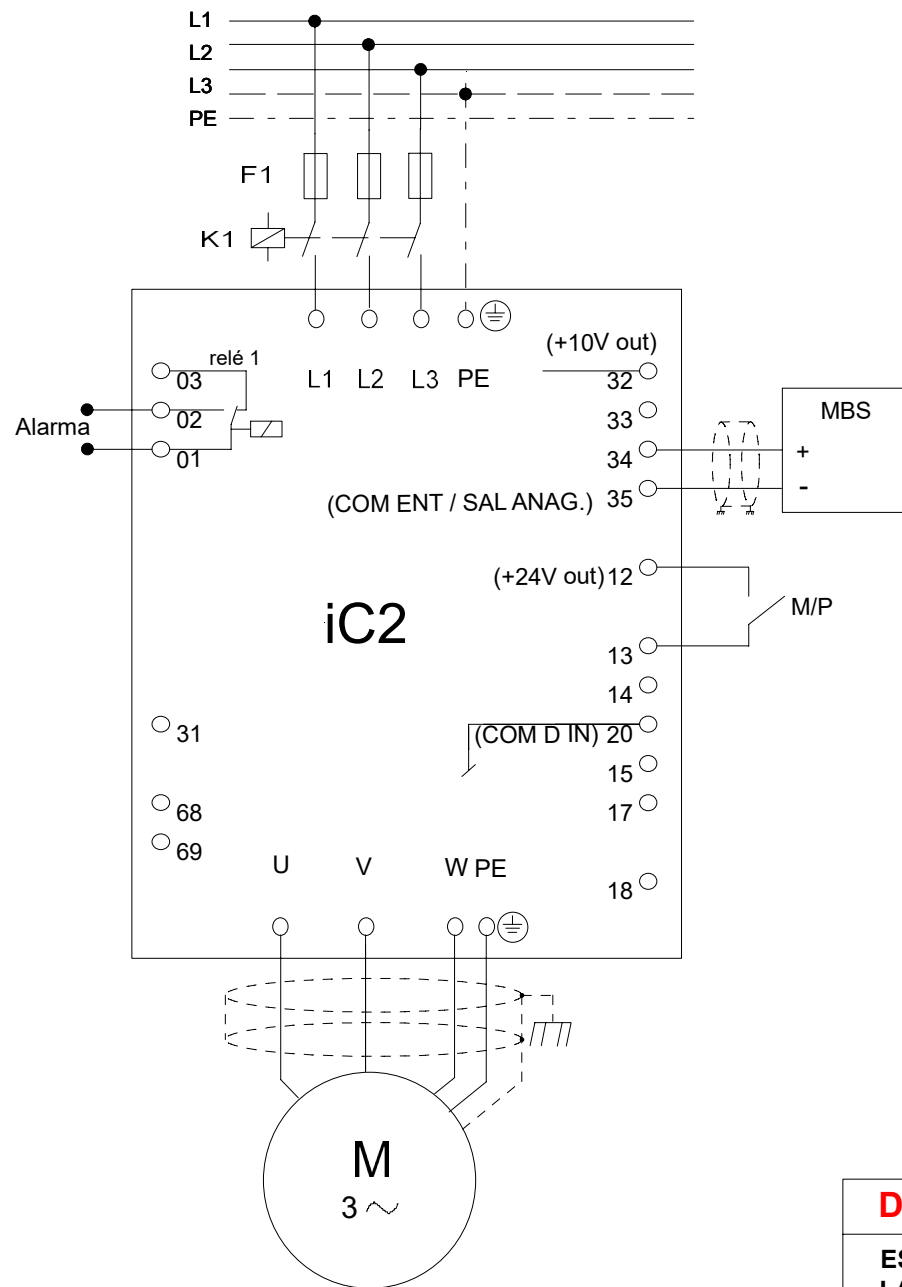 L1
L2
L3
PE
F1
K1
relé 1
03
02
01
Alarma
L1 L2 L3 PE
(+10V out)
32
33
34
(COM ENT / SAL ANAG.) 35
MBS
+
-
(+24V out) 12
M/P
13
14
(COM D IN) 20
15
17
18
iC2
31
68
69
U V W PE
M
3 ~
D
ES